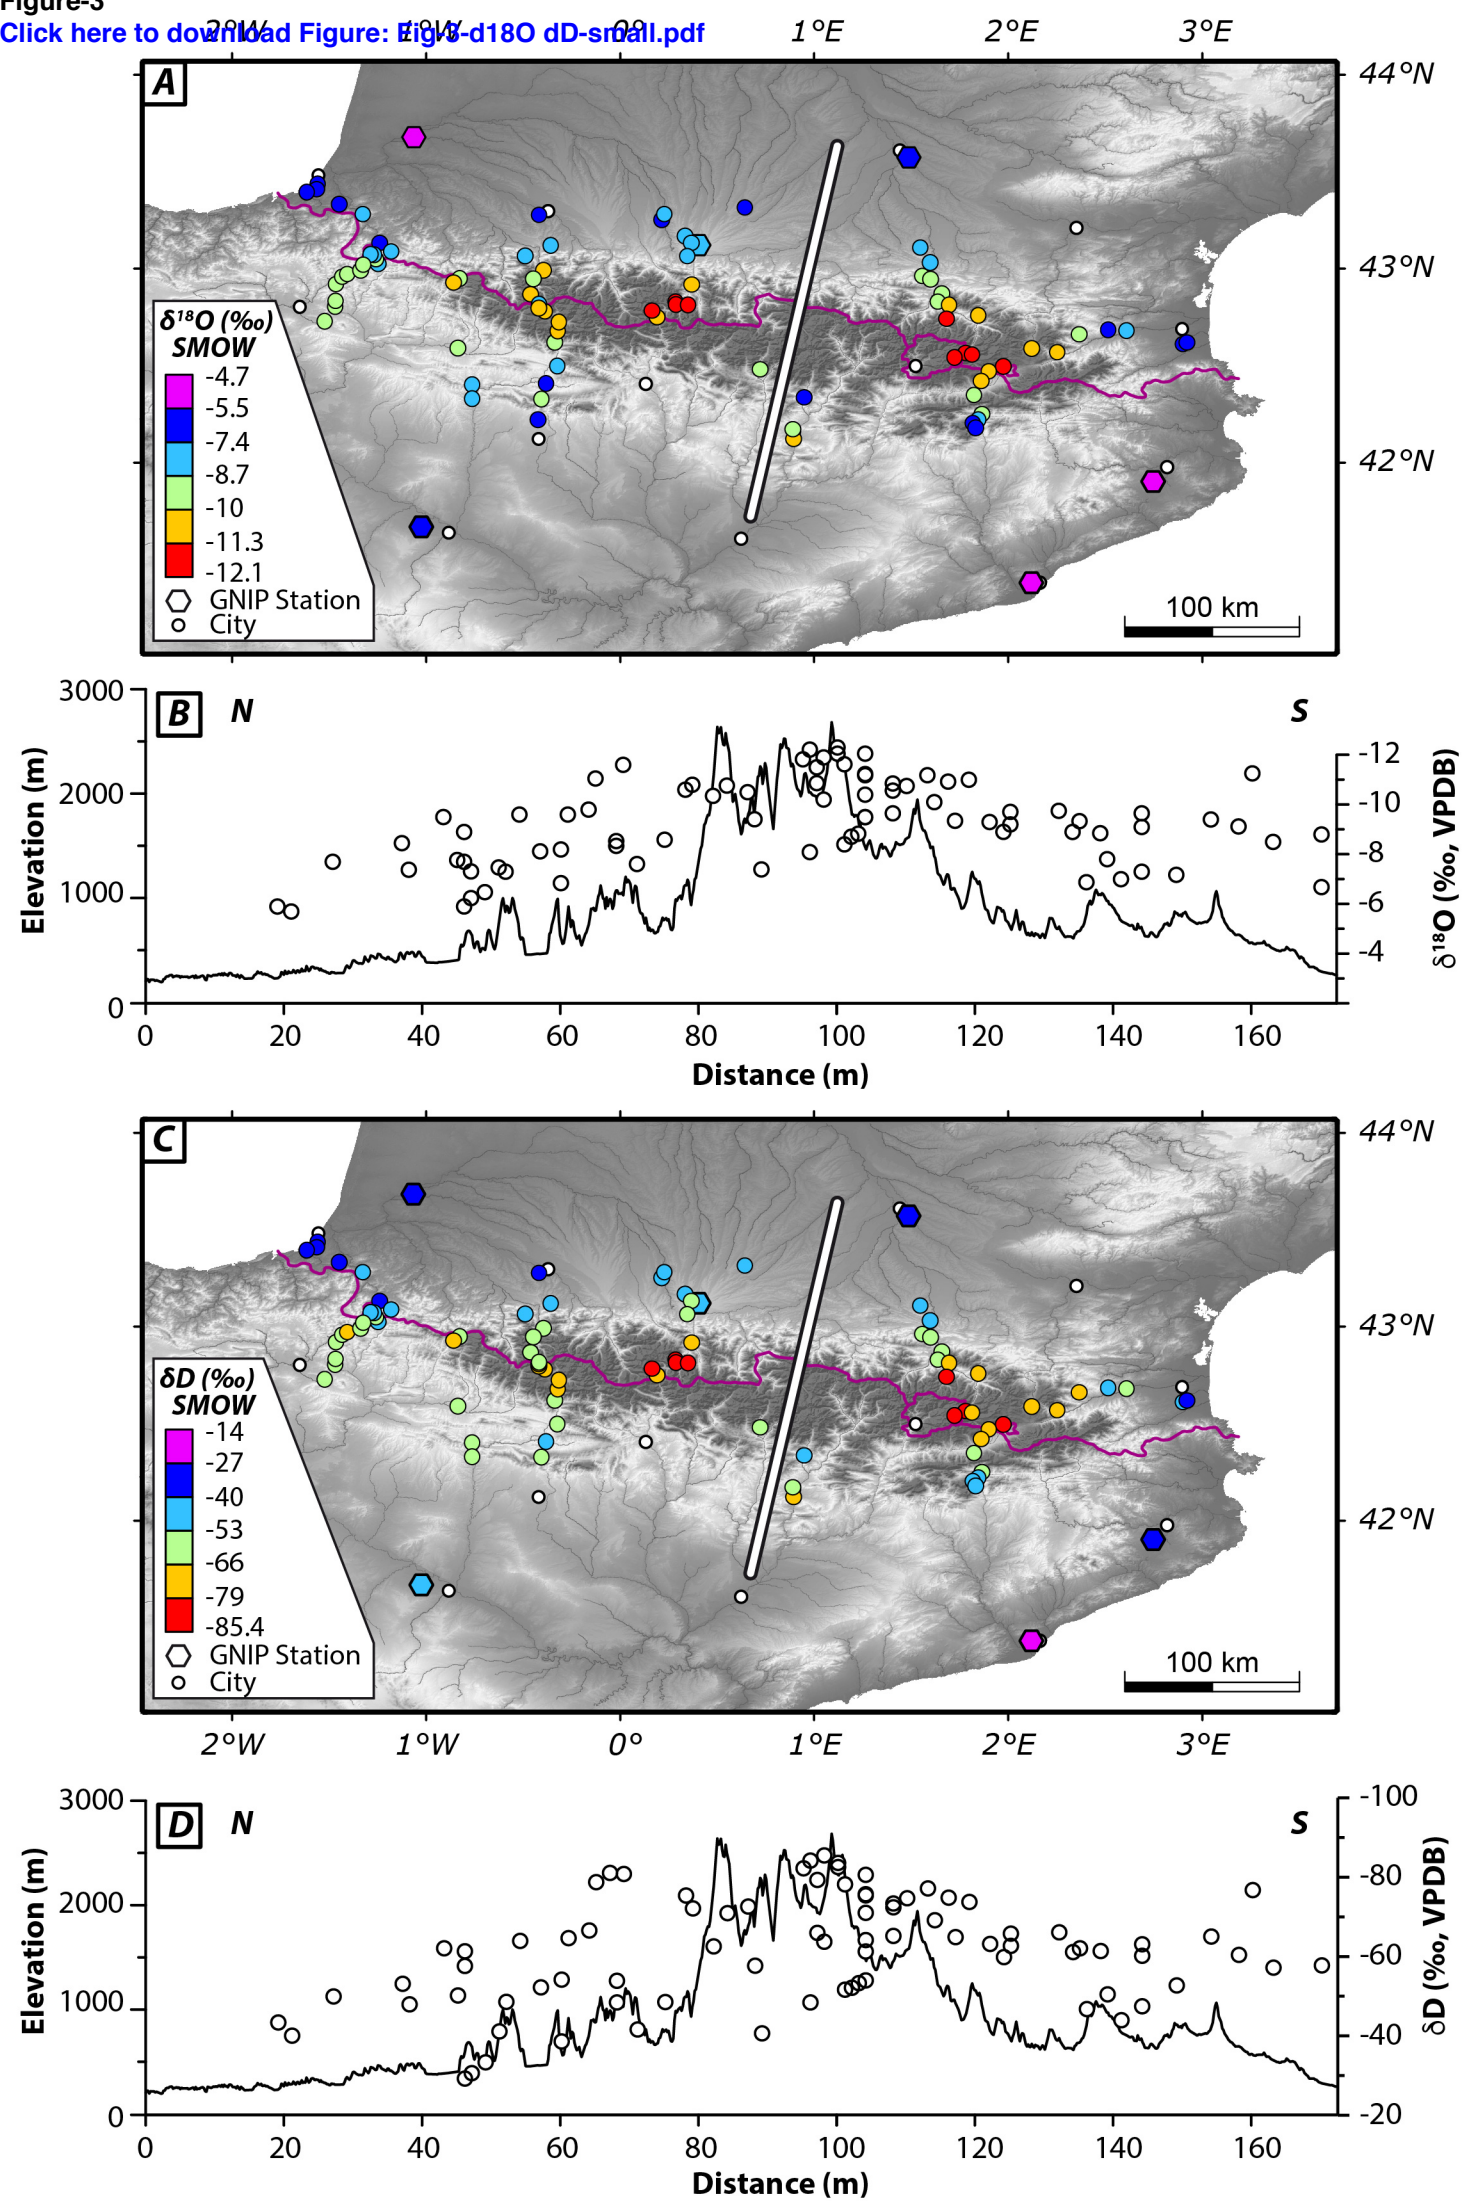 Figure-3
Click here to download Figure: Fig-3-d18O dD-small.pdf
2°W 1°W 0° 1°E 2°E 3°E
A
44°N
43°N
42°N
δ¹⁸O (‰)
SMOW
-4.7
-5.5
-7.4
-8.7
-10
-11.3
-12.1
GNIP Station
City
100 km
B N S
3000
2000
1000
0
Elevation (m)
-12
-10
-8
-6
-4
δ¹⁸O (‰, VPDB)
0 20 40 60 80 100 120 140 160
Distance (m)
C
44°N
43°N
42°N
δD (‰)
SMOW
-14
-27
-40
-53
-66
-79
-85.4
GNIP Station
City
100 km
2°W 1°W 0° 1°E 2°E 3°E
D N S
3000
2000
1000
0
Elevation (m)
-100
-80
-60
-40
-20
δD (‰, VPDB)
0 20 40 60 80 100 120 140 160
Distance (m)